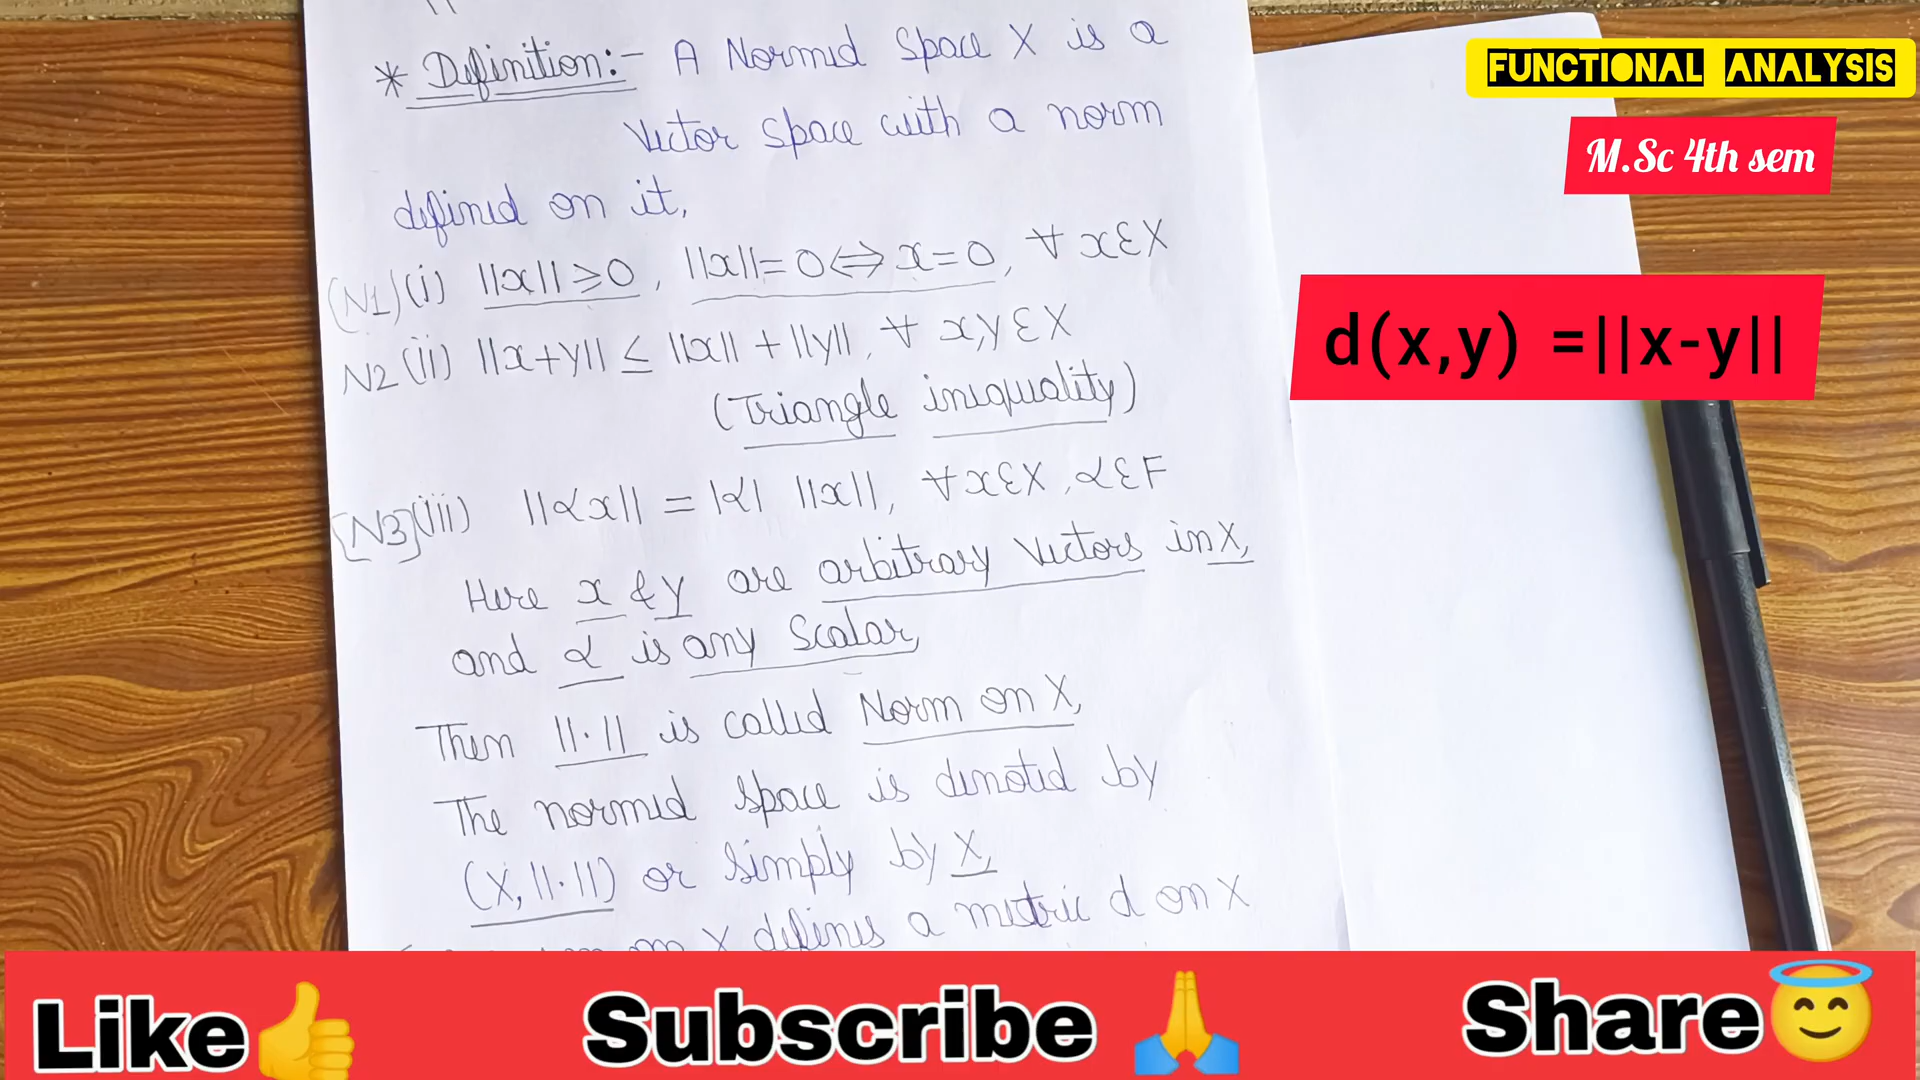 * Definition:- A Normed Space X is a
Vector space with a norm
defined on it,
(N1) (i) ||x|| ≥ 0, ||x|| = 0 ⇔ x = 0, ∀ x ∈ X
N2 (ii) ||x+y|| ≤ ||x|| + ||y||, ∀ x,y ∈ X
(Triangle inequality)
[N3] (iii) ||αx|| = |α| ||x||, ∀ x ∈ X, α ∈ F
Here x & y are arbitrary vectors in X,
and α is any Scalar,
Then ||·|| is called Norm on X,
The normed space is denoted by
(X, ||·||) or simply by X,
on X defines a metric d on X
FUNCTIONAL ANALYSIS
M.Sc 4th sem
d(x,y) =||x-y||
Like👍 Subscribe 🙏 Share😇